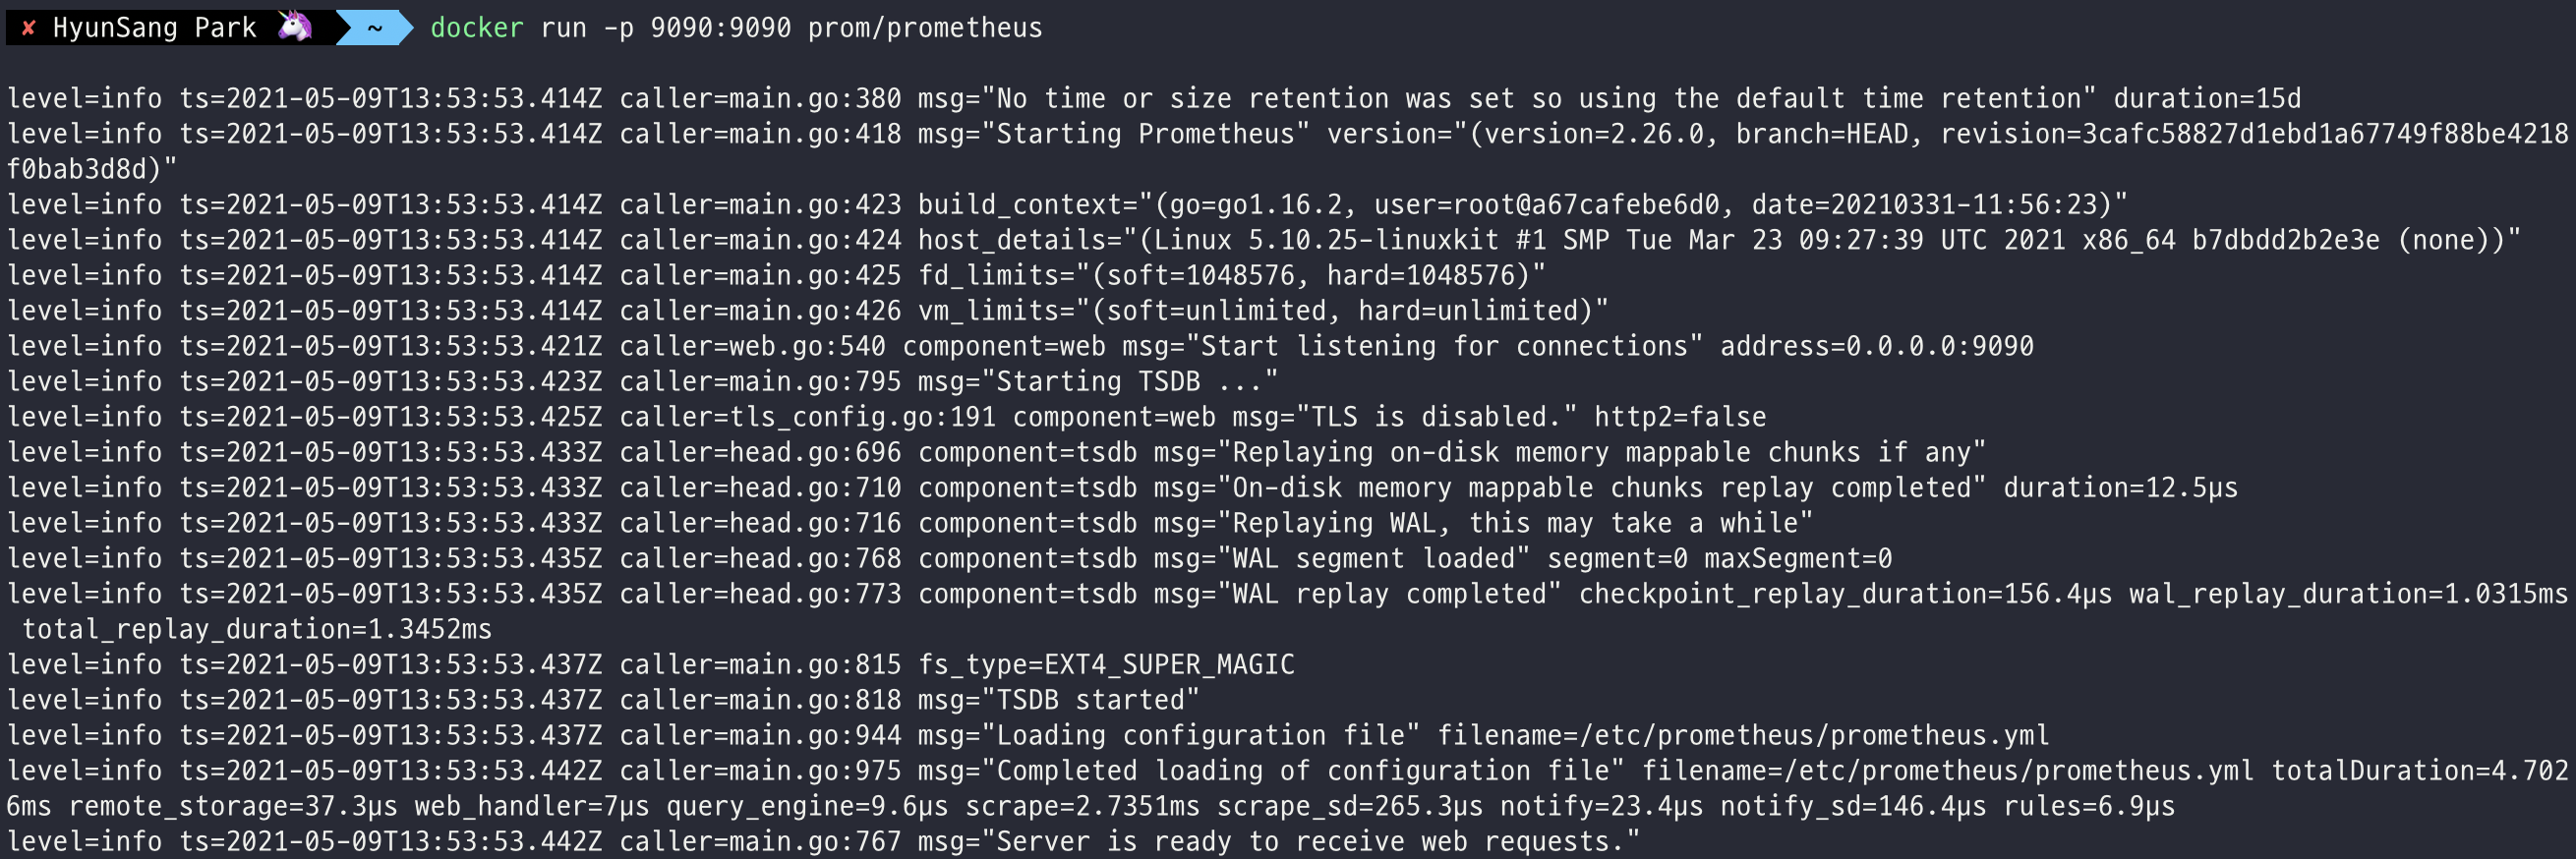 ✘ HyunSang Park 🦄 ~ docker run -p 9090:9090 prom/prometheus
level=info ts=2021-05-09T13:53:53.414Z caller=main.go:380 msg="No time or size retention was set so using the default time retention" duration=15d
level=info ts=2021-05-09T13:53:53.414Z caller=main.go:418 msg="Starting Prometheus" version="(version=2.26.0, branch=HEAD, revision=3cafc58827d1ebd1a67749f88be4218
f0bab3d8d)"
level=info ts=2021-05-09T13:53:53.414Z caller=main.go:423 build_context="(go=go1.16.2, user=root@a67cafebe6d0, date=20210331-11:56:23)"
level=info ts=2021-05-09T13:53:53.414Z caller=main.go:424 host_details="(Linux 5.10.25-linuxkit #1 SMP Tue Mar 23 09:27:39 UTC 2021 x86_64 b7dbdd2b2e3e (none))"
level=info ts=2021-05-09T13:53:53.414Z caller=main.go:425 fd_limits="(soft=1048576, hard=1048576)"
level=info ts=2021-05-09T13:53:53.414Z caller=main.go:426 vm_limits="(soft=unlimited, hard=unlimited)"
level=info ts=2021-05-09T13:53:53.421Z caller=web.go:540 component=web msg="Start listening for connections" address=0.0.0.0:9090
level=info ts=2021-05-09T13:53:53.423Z caller=main.go:795 msg="Starting TSDB ..."
level=info ts=2021-05-09T13:53:53.425Z caller=tls_config.go:191 component=web msg="TLS is disabled." http2=false
level=info ts=2021-05-09T13:53:53.433Z caller=head.go:696 component=tsdb msg="Replaying on-disk memory mappable chunks if any"
level=info ts=2021-05-09T13:53:53.433Z caller=head.go:710 component=tsdb msg="On-disk memory mappable chunks replay completed" duration=12.5µs
level=info ts=2021-05-09T13:53:53.433Z caller=head.go:716 component=tsdb msg="Replaying WAL, this may take a while"
level=info ts=2021-05-09T13:53:53.435Z caller=head.go:768 component=tsdb msg="WAL segment loaded" segment=0 maxSegment=0
level=info ts=2021-05-09T13:53:53.435Z caller=head.go:773 component=tsdb msg="WAL replay completed" checkpoint_replay_duration=156.4µs wal_replay_duration=1.0315ms
total_replay_duration=1.3452ms
level=info ts=2021-05-09T13:53:53.437Z caller=main.go:815 fs_type=EXT4_SUPER_MAGIC
level=info ts=2021-05-09T13:53:53.437Z caller=main.go:818 msg="TSDB started"
level=info ts=2021-05-09T13:53:53.437Z caller=main.go:944 msg="Loading configuration file" filename=/etc/prometheus/prometheus.yml
level=info ts=2021-05-09T13:53:53.442Z caller=main.go:975 msg="Completed loading of configuration file" filename=/etc/prometheus/prometheus.yml totalDuration=4.702
6ms remote_storage=37.3µs web_handler=7µs query_engine=9.6µs scrape=2.7351ms scrape_sd=265.3µs notify=23.4µs notify_sd=146.4µs rules=6.9µs
level=info ts=2021-05-09T13:53:53.442Z caller=main.go:767 msg="Server is ready to receive web requests."